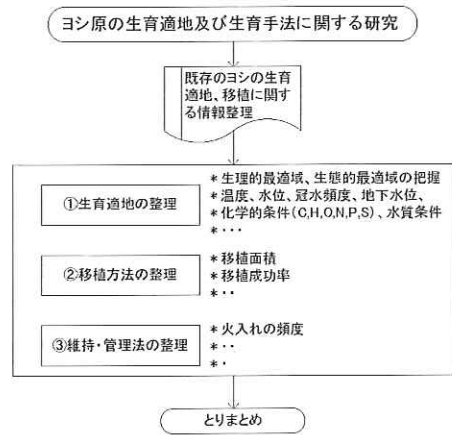 ヨシ原の生育適地及び生育手法に関する研究
既存のヨシの生育
適地、移植に関す
る情報整理
①生育適地の整理
＊生理的最適域、生態的最適域の把握
＊温度、水位、冠水頻度、地下水位、
＊化学的条件(C,H,O,N,P,S)、水質条件
＊・・・
②移植方法の整理
＊移植面積
＊移植成功率
＊・・
③維持・管理法の整理
＊火入れの頻度
＊・・
＊・
とりまとめ